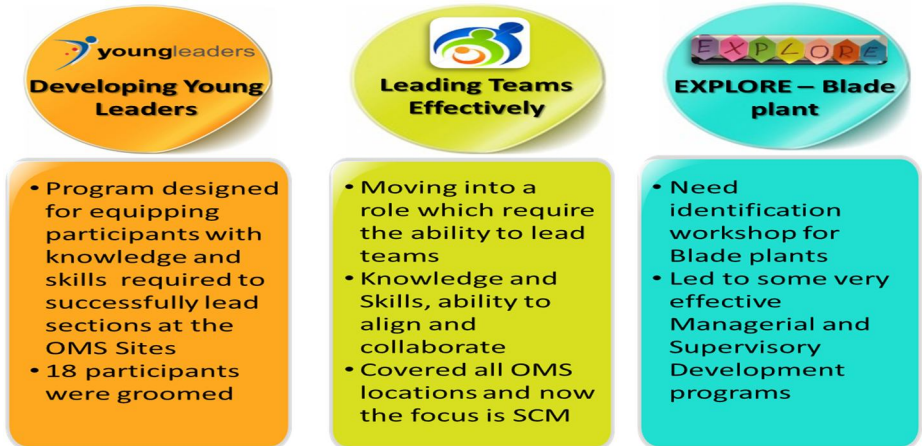 youngleaders
Developing Young
Leaders
• Program designed
for equipping
participants with
knowledge and
skills required to
successfully lead
sections at the
OMS Sites
• 18 participants
were groomed
Leading Teams
Effectively
• Moving into a
role which require
the ability to lead
teams
• Knowledge and
Skills, ability to
align and
collaborate
• Covered all OMS
locations and now
the focus is SCM
EXPLORE
EXPLORE – Blade
plant
• Need
identification
workshop for
Blade plants
• Led to some very
effective
Managerial and
Supervisory
Development
programs